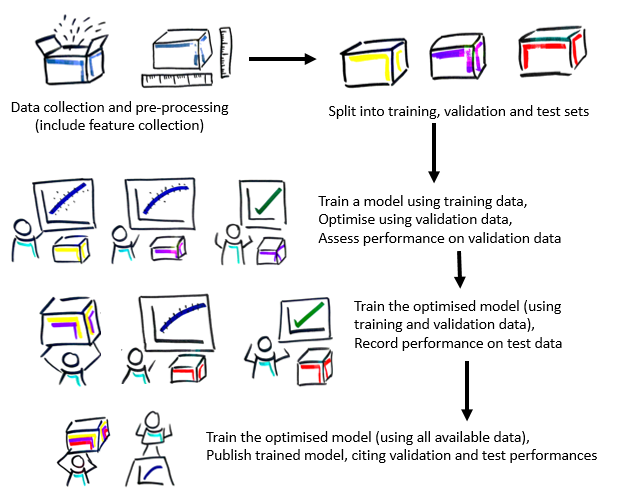 Data collection and pre-processing
(include feature collection)
Split into training, validation and test sets
Train a model using training data,
Optimise using validation data,
Assess performance on validation data
Train the optimised model (using
training and validation data),
Record performance on test data
Train the optimised model (using all available data),
Publish trained model, citing validation and test performances